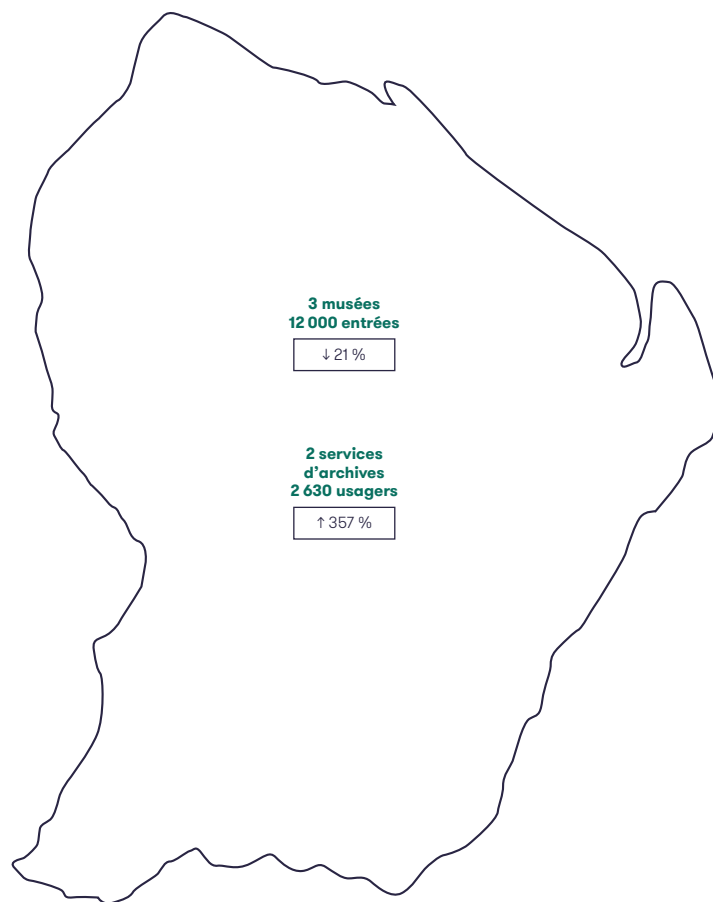 3 musées
12 000 entrées
↓ 21 %
2 services
d’archives
2 630 usagers
↑ 357 %